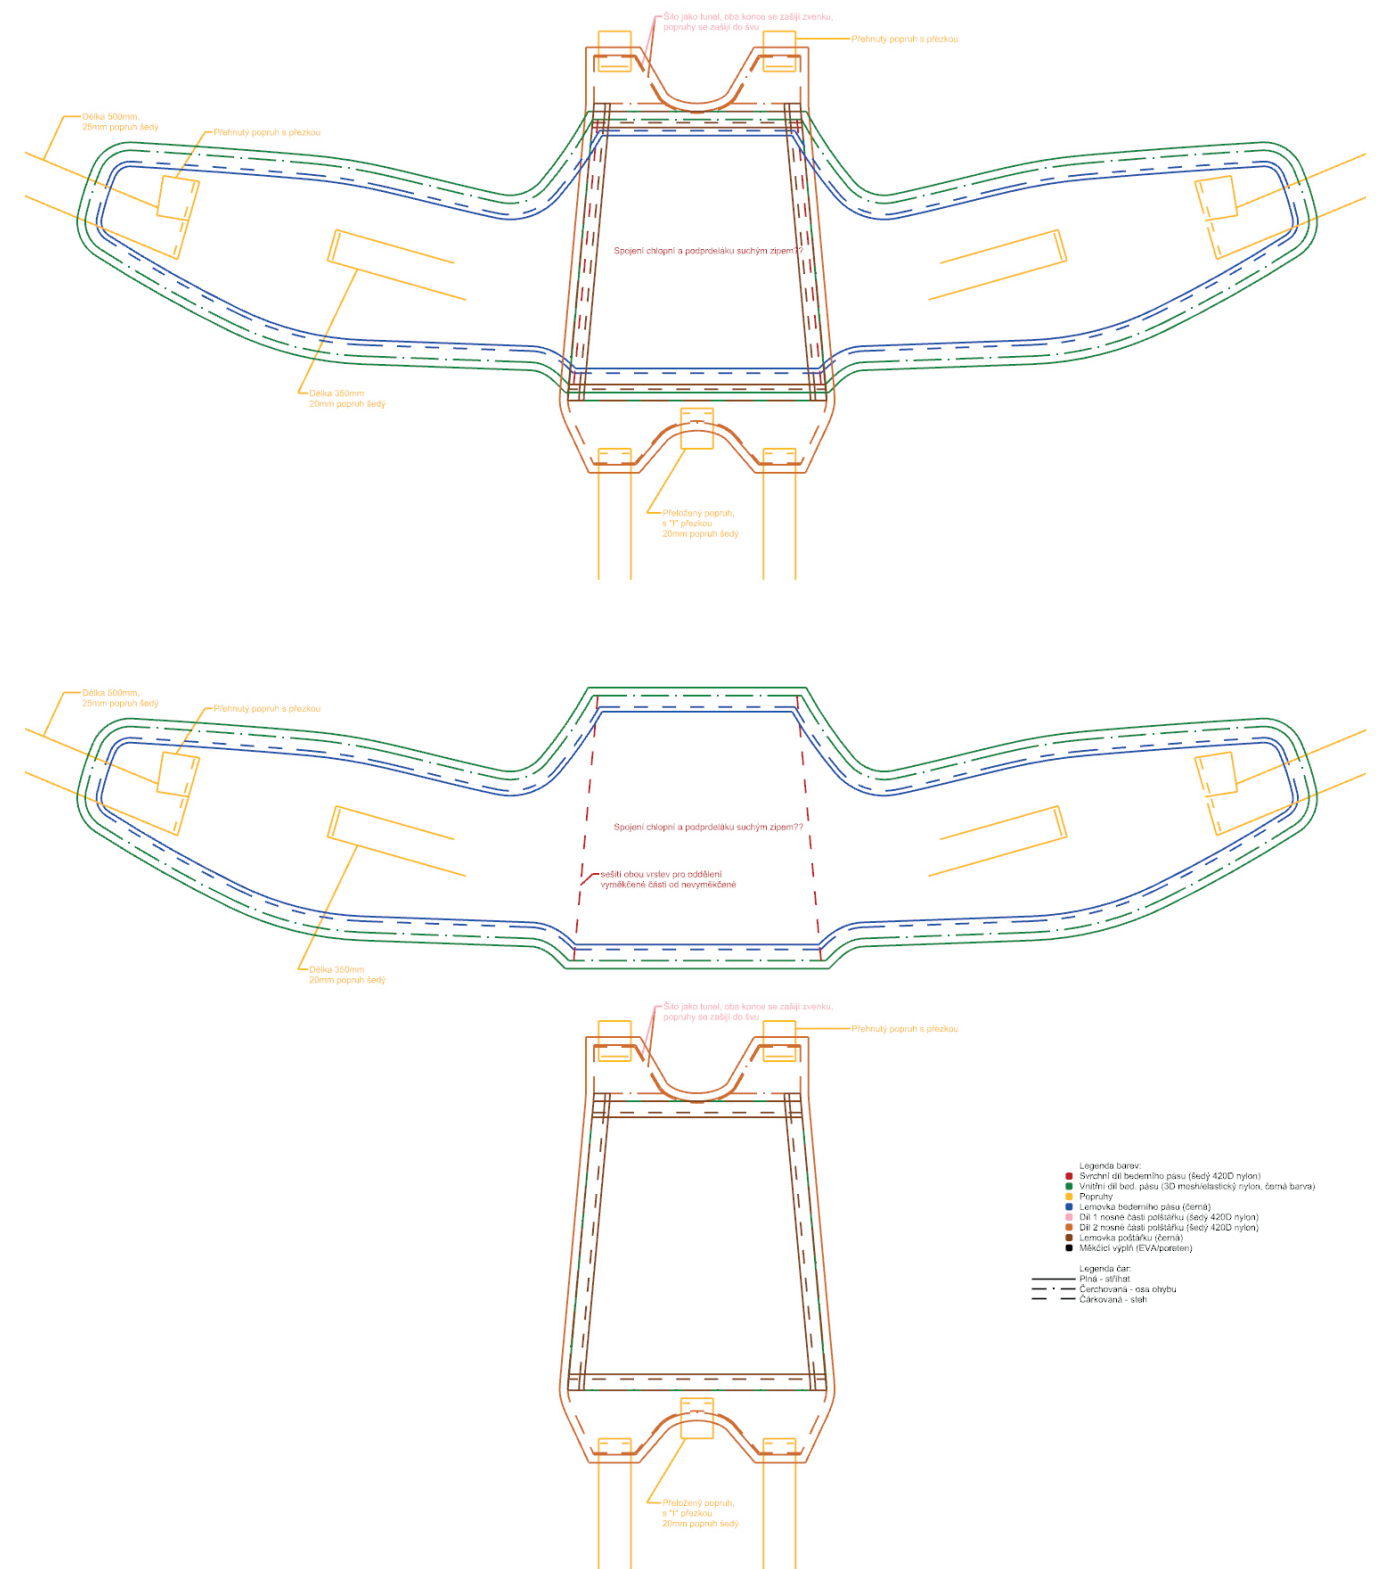 Šito jako tunel, oba konce se zašijí zvenku,
popruhy se zašijí do švu
Přehnutý popruh s přezkou
Délka 500mm,
25mm popruh šedý
Přehnutý popruh s přezkou
Spojení chlopní a podprdeláku suchým zipem??
Délka 350mm
20mm popruh šedý
Přeložený popruh,
s "I" přezkou
20mm popruh šedý
Délka 500mm,
25mm popruh šedý
Přehnutý popruh s přezkou
Spojení chlopní a podprdeláku suchým zipem??
sešití obou vrstev pro oddělení
vyměkčené části od nevyměkčené
Délka 350mm
20mm popruh šedý
Šito jako tunel, oba konce se zašijí zvenku,
popruhy se zašijí do švu
Přehnutý popruh s přezkou
Legenda barev:
Svrchní díl bederního pásu (šedý 420D nylon)
Vnitřní díl bed. pásu (3D mesh/elastický nylon, černá barva)
Popruhy
Lemovka bederního pásu (černá)
Díl 1 nosné části polštářku (šedý 420D nylon)
Díl 2 nosné části polštářku (šedý 420D nylon)
Lemovka poštářku (černá)
Měkčící výplň (EVA/poreten)
Legenda čar:
Plná - stříhat
Čerchovaná - osa ohybu
Čárkovaná - steh
Přeložený popruh,
s "I" přezkou
20mm popruh šedý